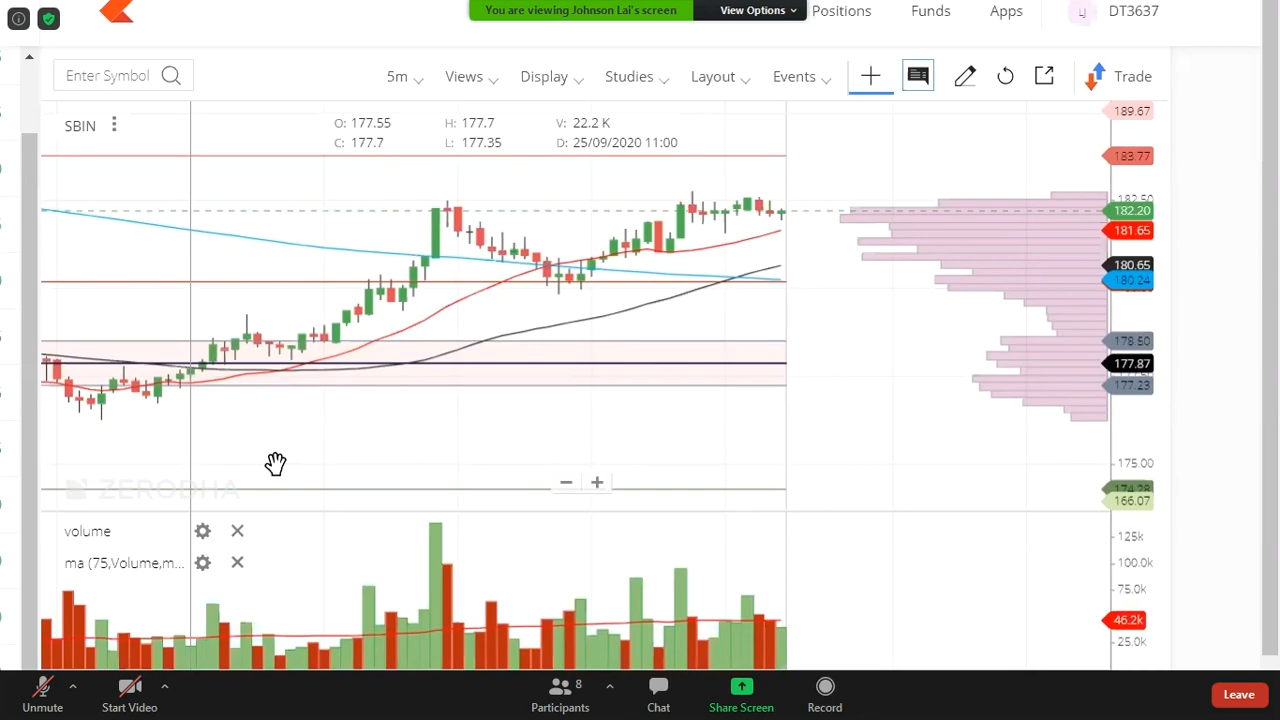 You are viewing Johnson Lai's screen
View Options
Positions
Funds
Apps
LJ
DT3637
Enter Symbol
5m
Views
Display
Studies
Layout
Events
Trade
SBIN
O: 177.55
H: 177.7
V: 22.2 K
C: 177.7
L: 177.35
D: 25/09/2020 11:00
189.67
183.77
182.50
182.20
181.65
180.65
180.24
178.50
177.87
177.23
175.00
174.28
166.07
ZERODHA
volume
ma (75,Volume,m...
125k
100.0k
75.0k
46.2k
25.0k
Unmute
Start Video
Participants
8
Chat
Share Screen
Record
Leave